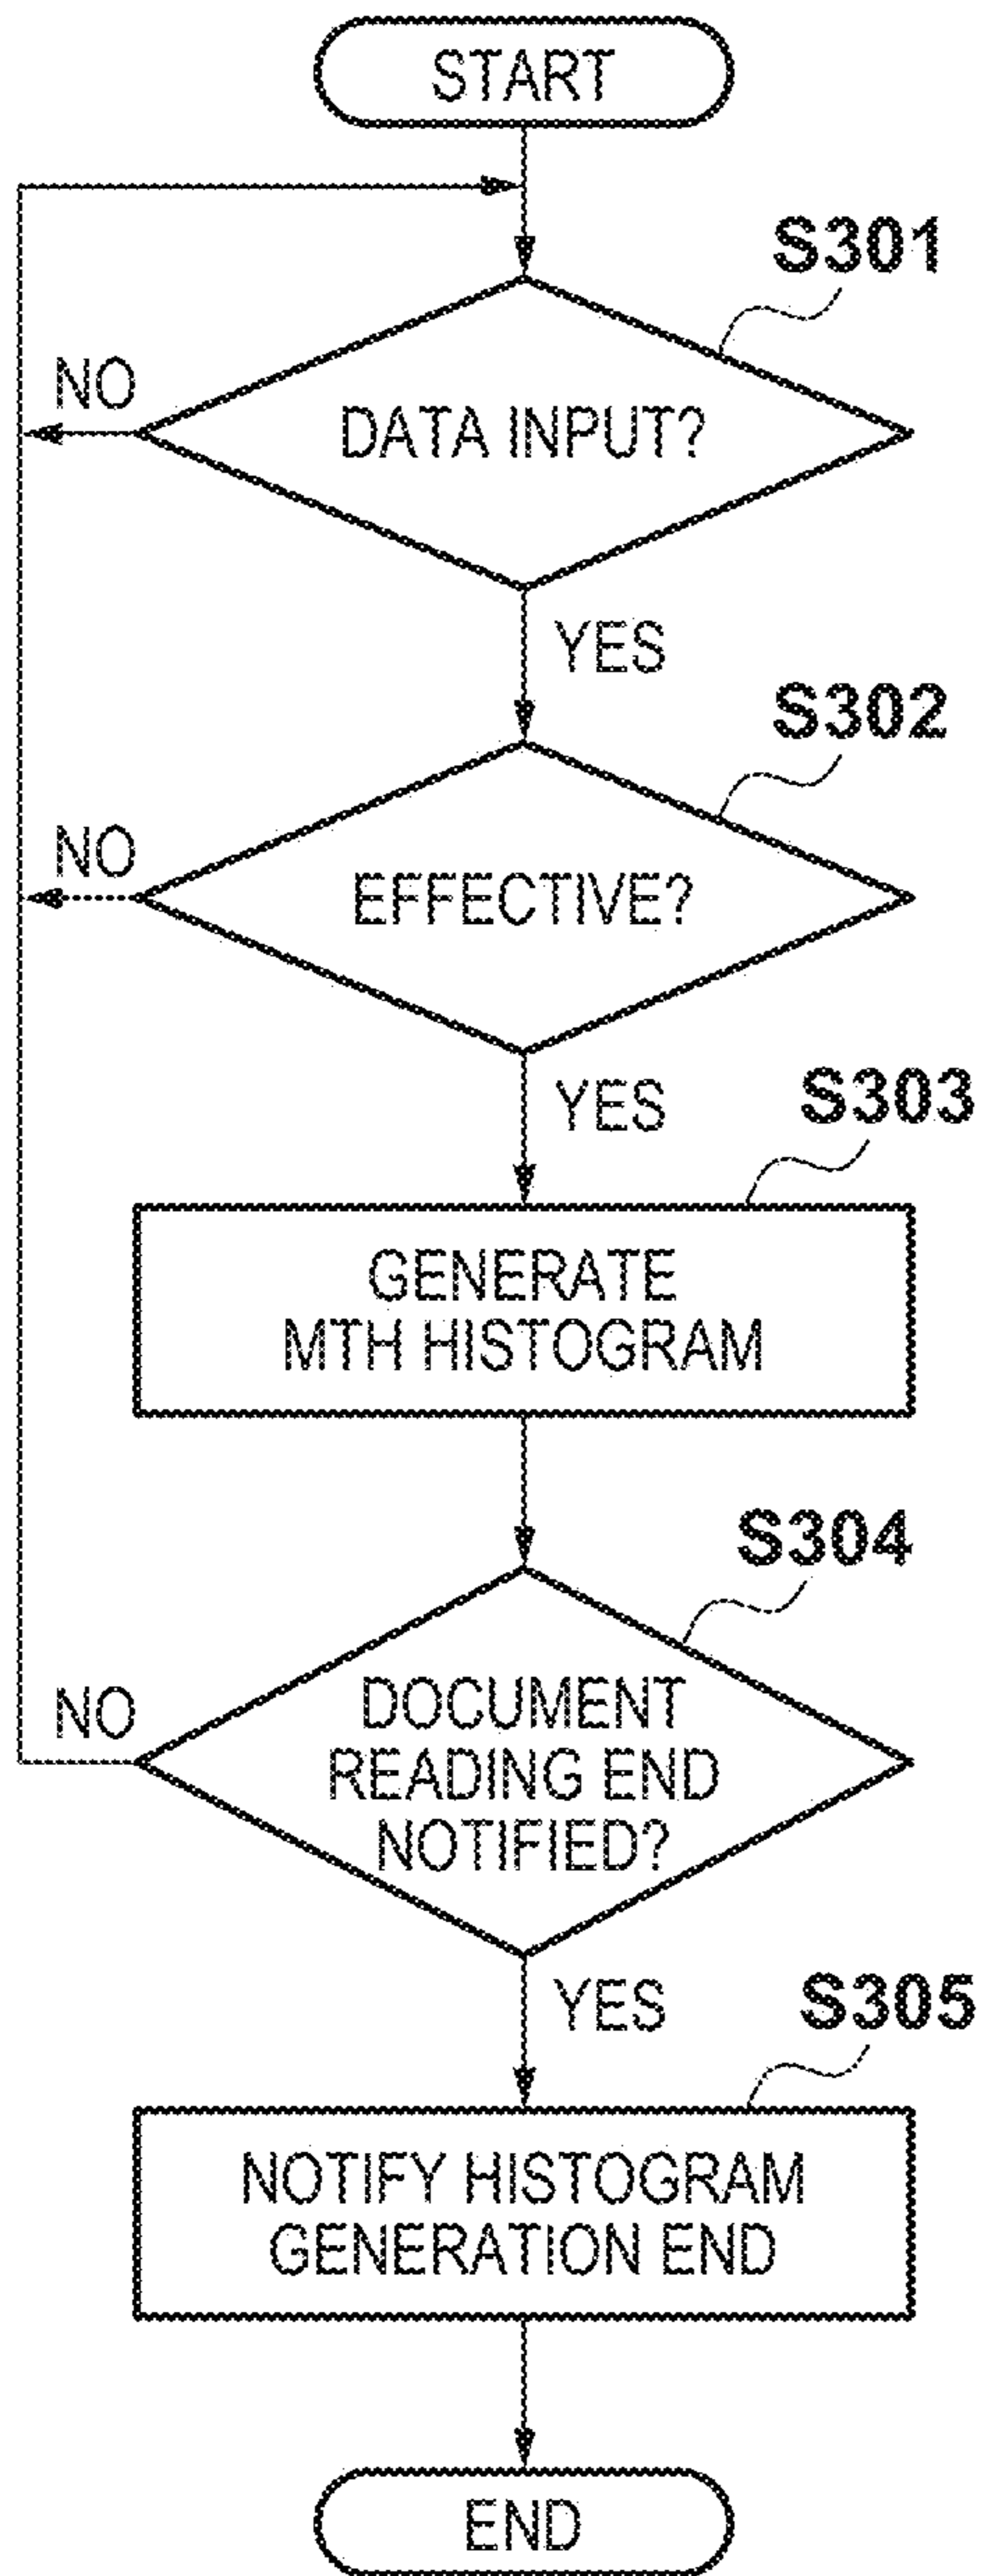 START
S301
NO
DATA INPUT?
YES
S302
NO
EFFECTIVE?
YES
S303
GENERATE
MTH HISTOGRAM
S304
NO
DOCUMENT
READING END
NOTIFIED?
YES
S305
NOTIFY HISTOGRAM
GENERATION END
END